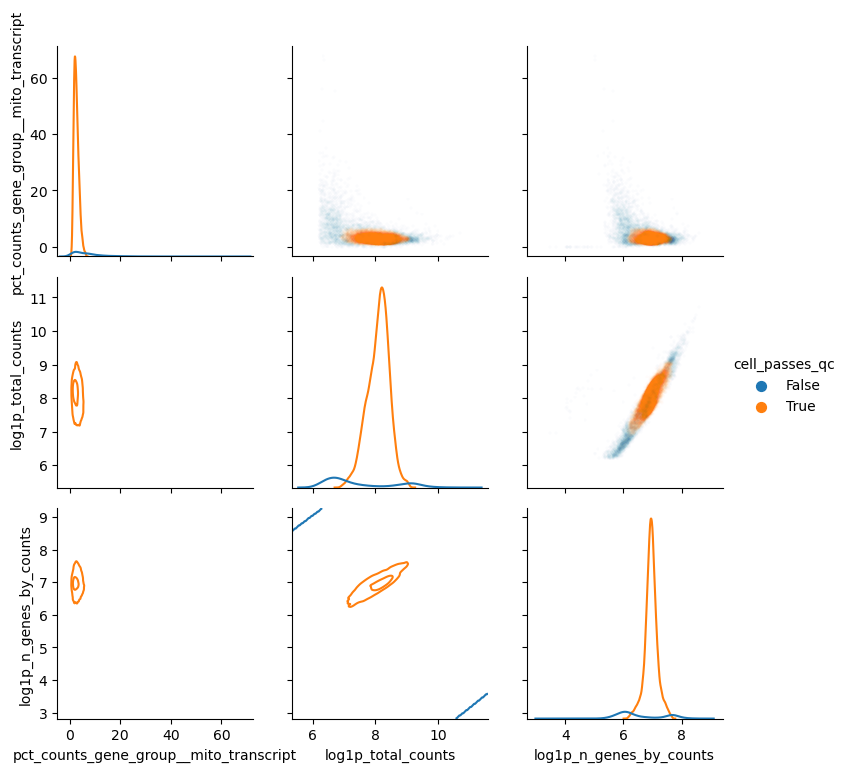 pct_counts_gene_group__mito_transcript
60
40
20
0
log1p_total_counts
11
10
9
8
7
6
cell_passes_qc
False
True
log1p_n_genes_by_counts
9
8
7
6
5
4
3
0 20 40 60
6 8 10
4 6 8
pct_counts_gene_group__mito_transcript
log1p_total_counts
log1p_n_genes_by_counts